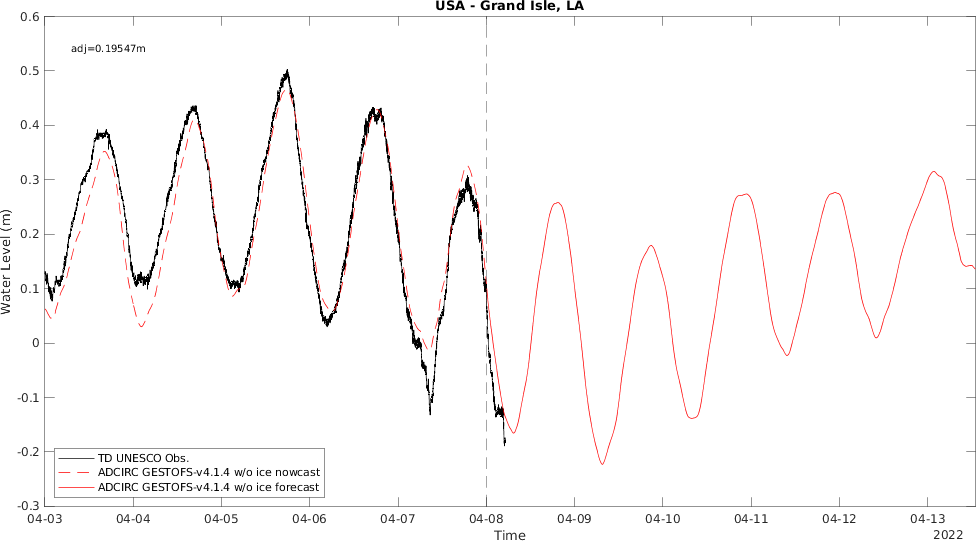 USA - Grand Isle, LA
adj=0.19547m
0.6
0.5
0.4
0.3
0.2
0.1
0
-0.1
-0.2
-0.3
Water Level (m)
TD UNESCO Obs.
ADCIRC GESTOFS-v4.1.4 w/o ice nowcast
ADCIRC GESTOFS-v4.1.4 w/o ice forecast
04-03 04-04 04-05 04-06 04-07 04-08 04-09 04-10 04-11 04-12 04-13
Time
2022